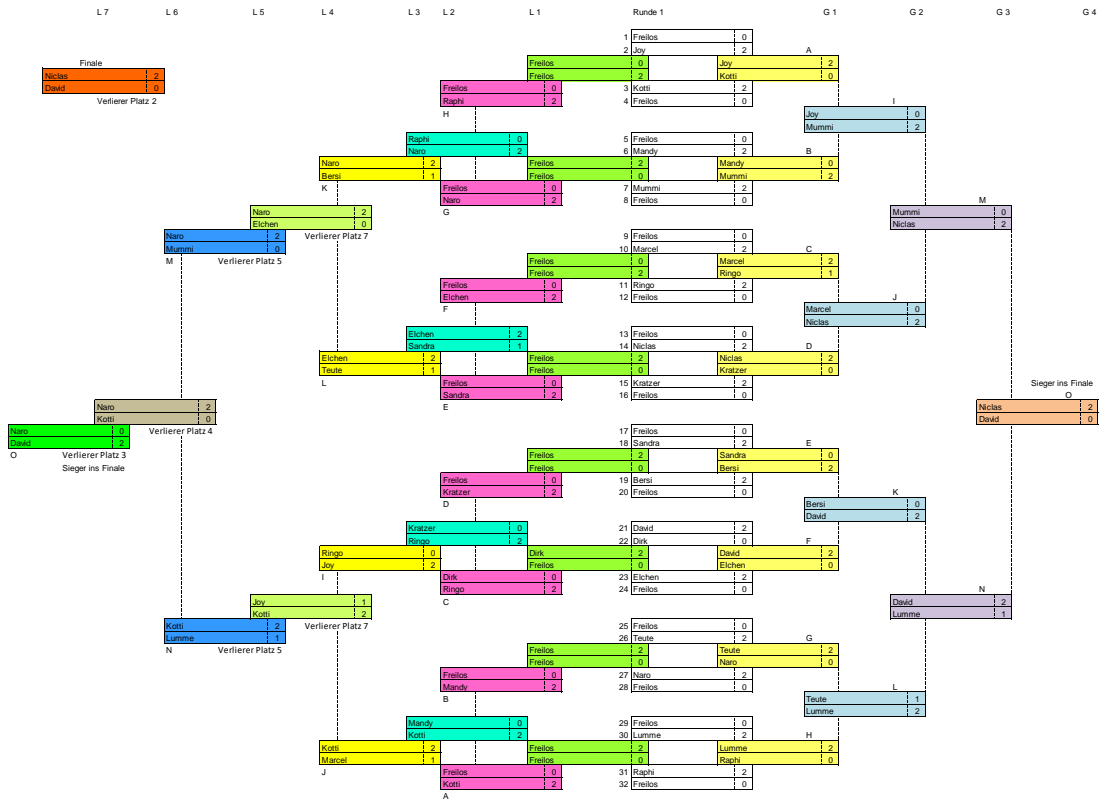 L 7 L 6 L 5 L 4 L 3 L 2 L 1 Runde 1 G 1 G 2 G 3 G 4
1 Freilos 0
2 Joy 2 A
Finale Freilos 0 Joy 2
Niclas 2 Freilos 2 Kotti 0
David 0 Freilos 0 3 Kotti 2
Verlierer Platz 2 Raphi 2 4 Freilos 0 I
H Joy 0
Mummi 2
Raphi 0 5 Freilos 0
Naro 2 6 Mandy 2 B
Naro 2 Freilos 2 Mandy 0
Bersi 1 Freilos 0 Mummi 2
K Freilos 0 7 Mummi 2
Naro 2 8 Freilos 0 M
Naro 2 G Mummi 0
Elchen 0 Niclas 2
Naro 2 Verlierer Platz 7 9 Freilos 0
Mummi 0 10 Marcel 2 C
M Verlierer Platz 5 Freilos 0 Marcel 2
Freilos 2 Ringo 1
Freilos 0 11 Ringo 2
Elchen 2 12 Freilos 0 J
F Marcel 0
Niclas 2
Elchen 2 13 Freilos 0
Sandra 1 14 Niclas 2 D
Elchen 2 Freilos 2 Niclas 2
Teute 1 Freilos 0 Kratzer 0
L Freilos 0 15 Kratzer 2 Sieger ins Finale
Sandra 2 16 Freilos 0 O
Naro 2 E Niclas 2
Kotti 0 David 0
Naro 0 Verlierer Platz 4 17 Freilos 0
David 2 18 Sandra 2 E
O Verlierer Platz 3 Freilos 2 Sandra 0
Sieger ins Finale Freilos 0 Bersi 2
Freilos 0 19 Bersi 2
Kratzer 2 20 Freilos 0 K
D Bersi 0
David 2
Kratzer 0 21 David 2
Ringo 2 22 Dirk 0 F
Ringo 0 Dirk 2 David 2
Joy 2 Freilos 0 Elchen 0
I Dirk 0 23 Elchen 2
Ringo 2 24 Freilos 0 N
Joy 1 C David 2
Kotti 2 Lumme 1
Kotti 2 Verlierer Platz 7 25 Freilos 0
Lumme 1 26 Teute 2 G
N Verlierer Platz 5 Freilos 2 Teute 2
Freilos 0 Naro 0
Freilos 0 27 Naro 2
Mandy 2 28 Freilos 0 L
B Teute 1
Lumme 2
Mandy 0 29 Freilos 0
Kotti 2 30 Lumme 2 H
Kotti 2 Freilos 2 Lumme 2
Marcel 1 Freilos 0 Raphi 0
J Freilos 0 31 Raphi 2
Kotti 2 32 Freilos 0
A